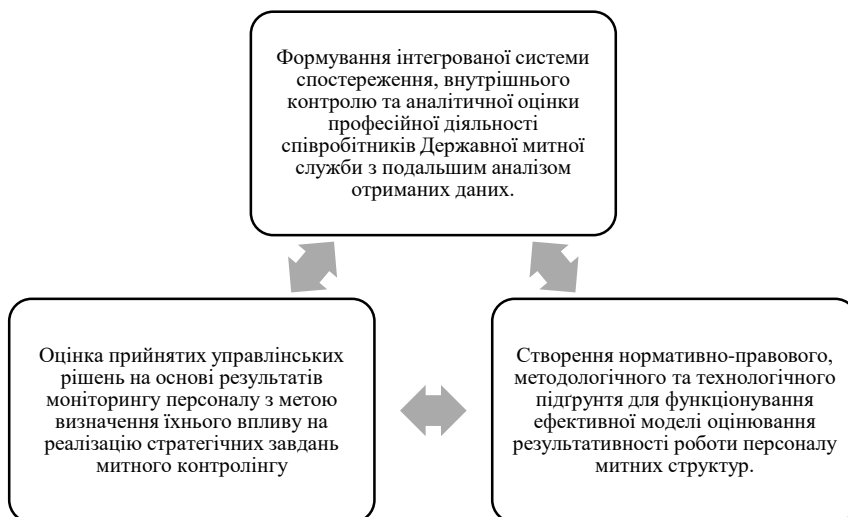 Формування інтегрованої системи
спостереження, внутрішнього
контролю та аналітичної оцінки
професійної діяльності
співробітників Державної митної
служби з подальшим аналізом
отриманих даних.
Оцінка прийнятих управлінських
рішень на основі результатів
моніторингу персоналу з метою
визначення їхнього впливу на
реалізацію стратегічних завдань
митного контролінгу
Створення нормативно-правового,
методологічного та технологічного
підґрунтя для функціонування
ефективної моделі оцінювання
результативності роботи персоналу
митних структур.